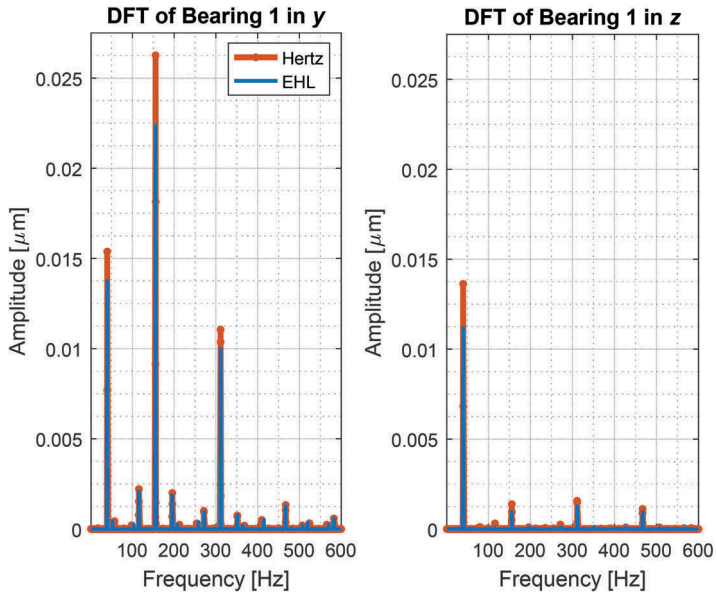 DFT of Bearing 1 in y
Hertz
EHL
0.025
0.02
0.015
0.01
0.005
0
100 200 300 400 500 600
Amplitude [μm]
Frequency [Hz]
DFT of Bearing 1 in z
0.025
0.02
0.015
0.01
0.005
0
100 200 300 400 500 600
Amplitude [μm]
Frequency [Hz]